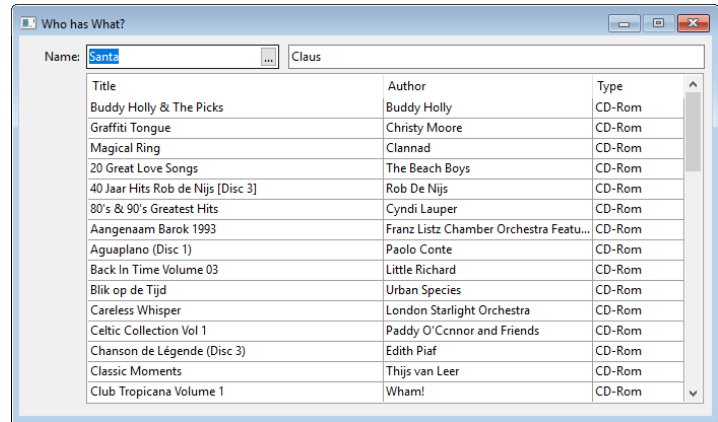 Who has What?
Name: Santa ... Claus
Title Author Type
Buddy Holly & The Picks Buddy Holly CD-Rom
Graffiti Tongue Christy Moore CD-Rom
Magical Ring Clannad CD-Rom
20 Great Love Songs The Beach Boys CD-Rom
40 Jaar Hits Rob de Nijs [Disc 3] Rob De Nijs CD-Rom
80's & 90's Greatest Hits Cyndi Lauper CD-Rom
Aangenaam Barok 1993 Franz Listz Chamber Orchestra Featu... CD-Rom
Aguaplano (Disc 1) Paolo Conte CD-Rom
Back In Time Volume 03 Little Richard CD-Rom
Blik op de Tijd Urban Species CD-Rom
Careless Whisper London Starlight Orchestra CD-Rom
Celtic Collection Vol 1 Paddy O'Ccnnor and Friends CD-Rom
Chanson de Légende (Disc 3) Edith Piaf CD-Rom
Classic Moments Thijs van Leer CD-Rom
Club Tropicana Volume 1 Wham! CD-Rom